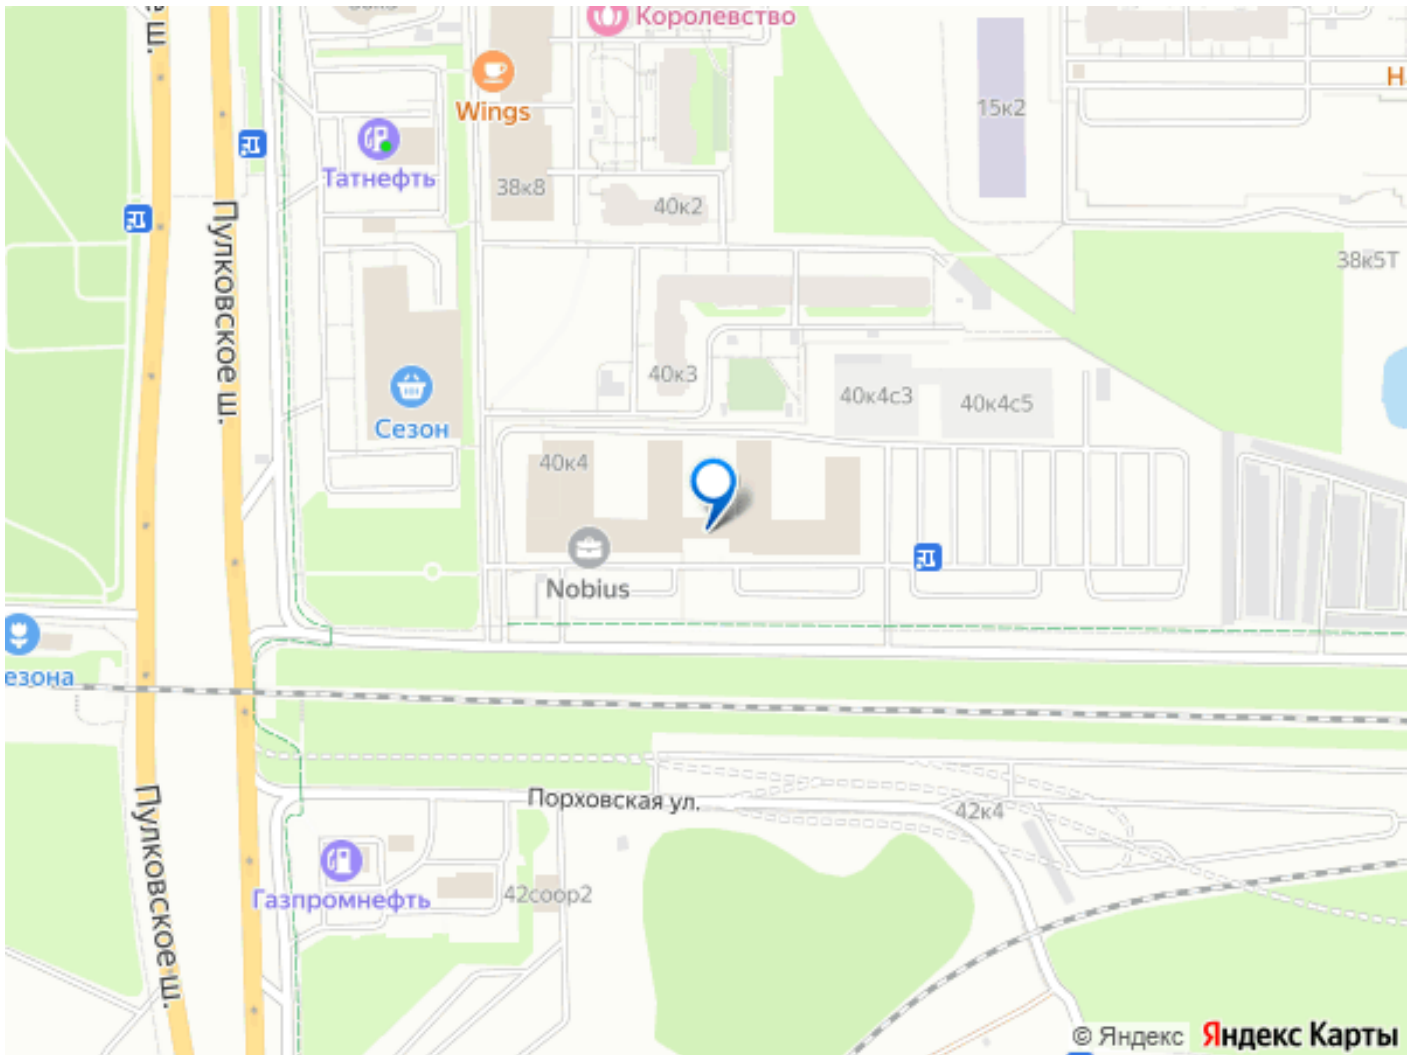 Королевство
Wings
15к2
Татнефть
38к8
40к2
Пулковское ш.
38к5Т
40к3
40к4с3
40к4с5
Сезон
40к4
Nobius
езона
Порховская ул.
42к4
Пулковское ш.
Газпромнефть
42соор2
© Яндекс Яндекс Карты